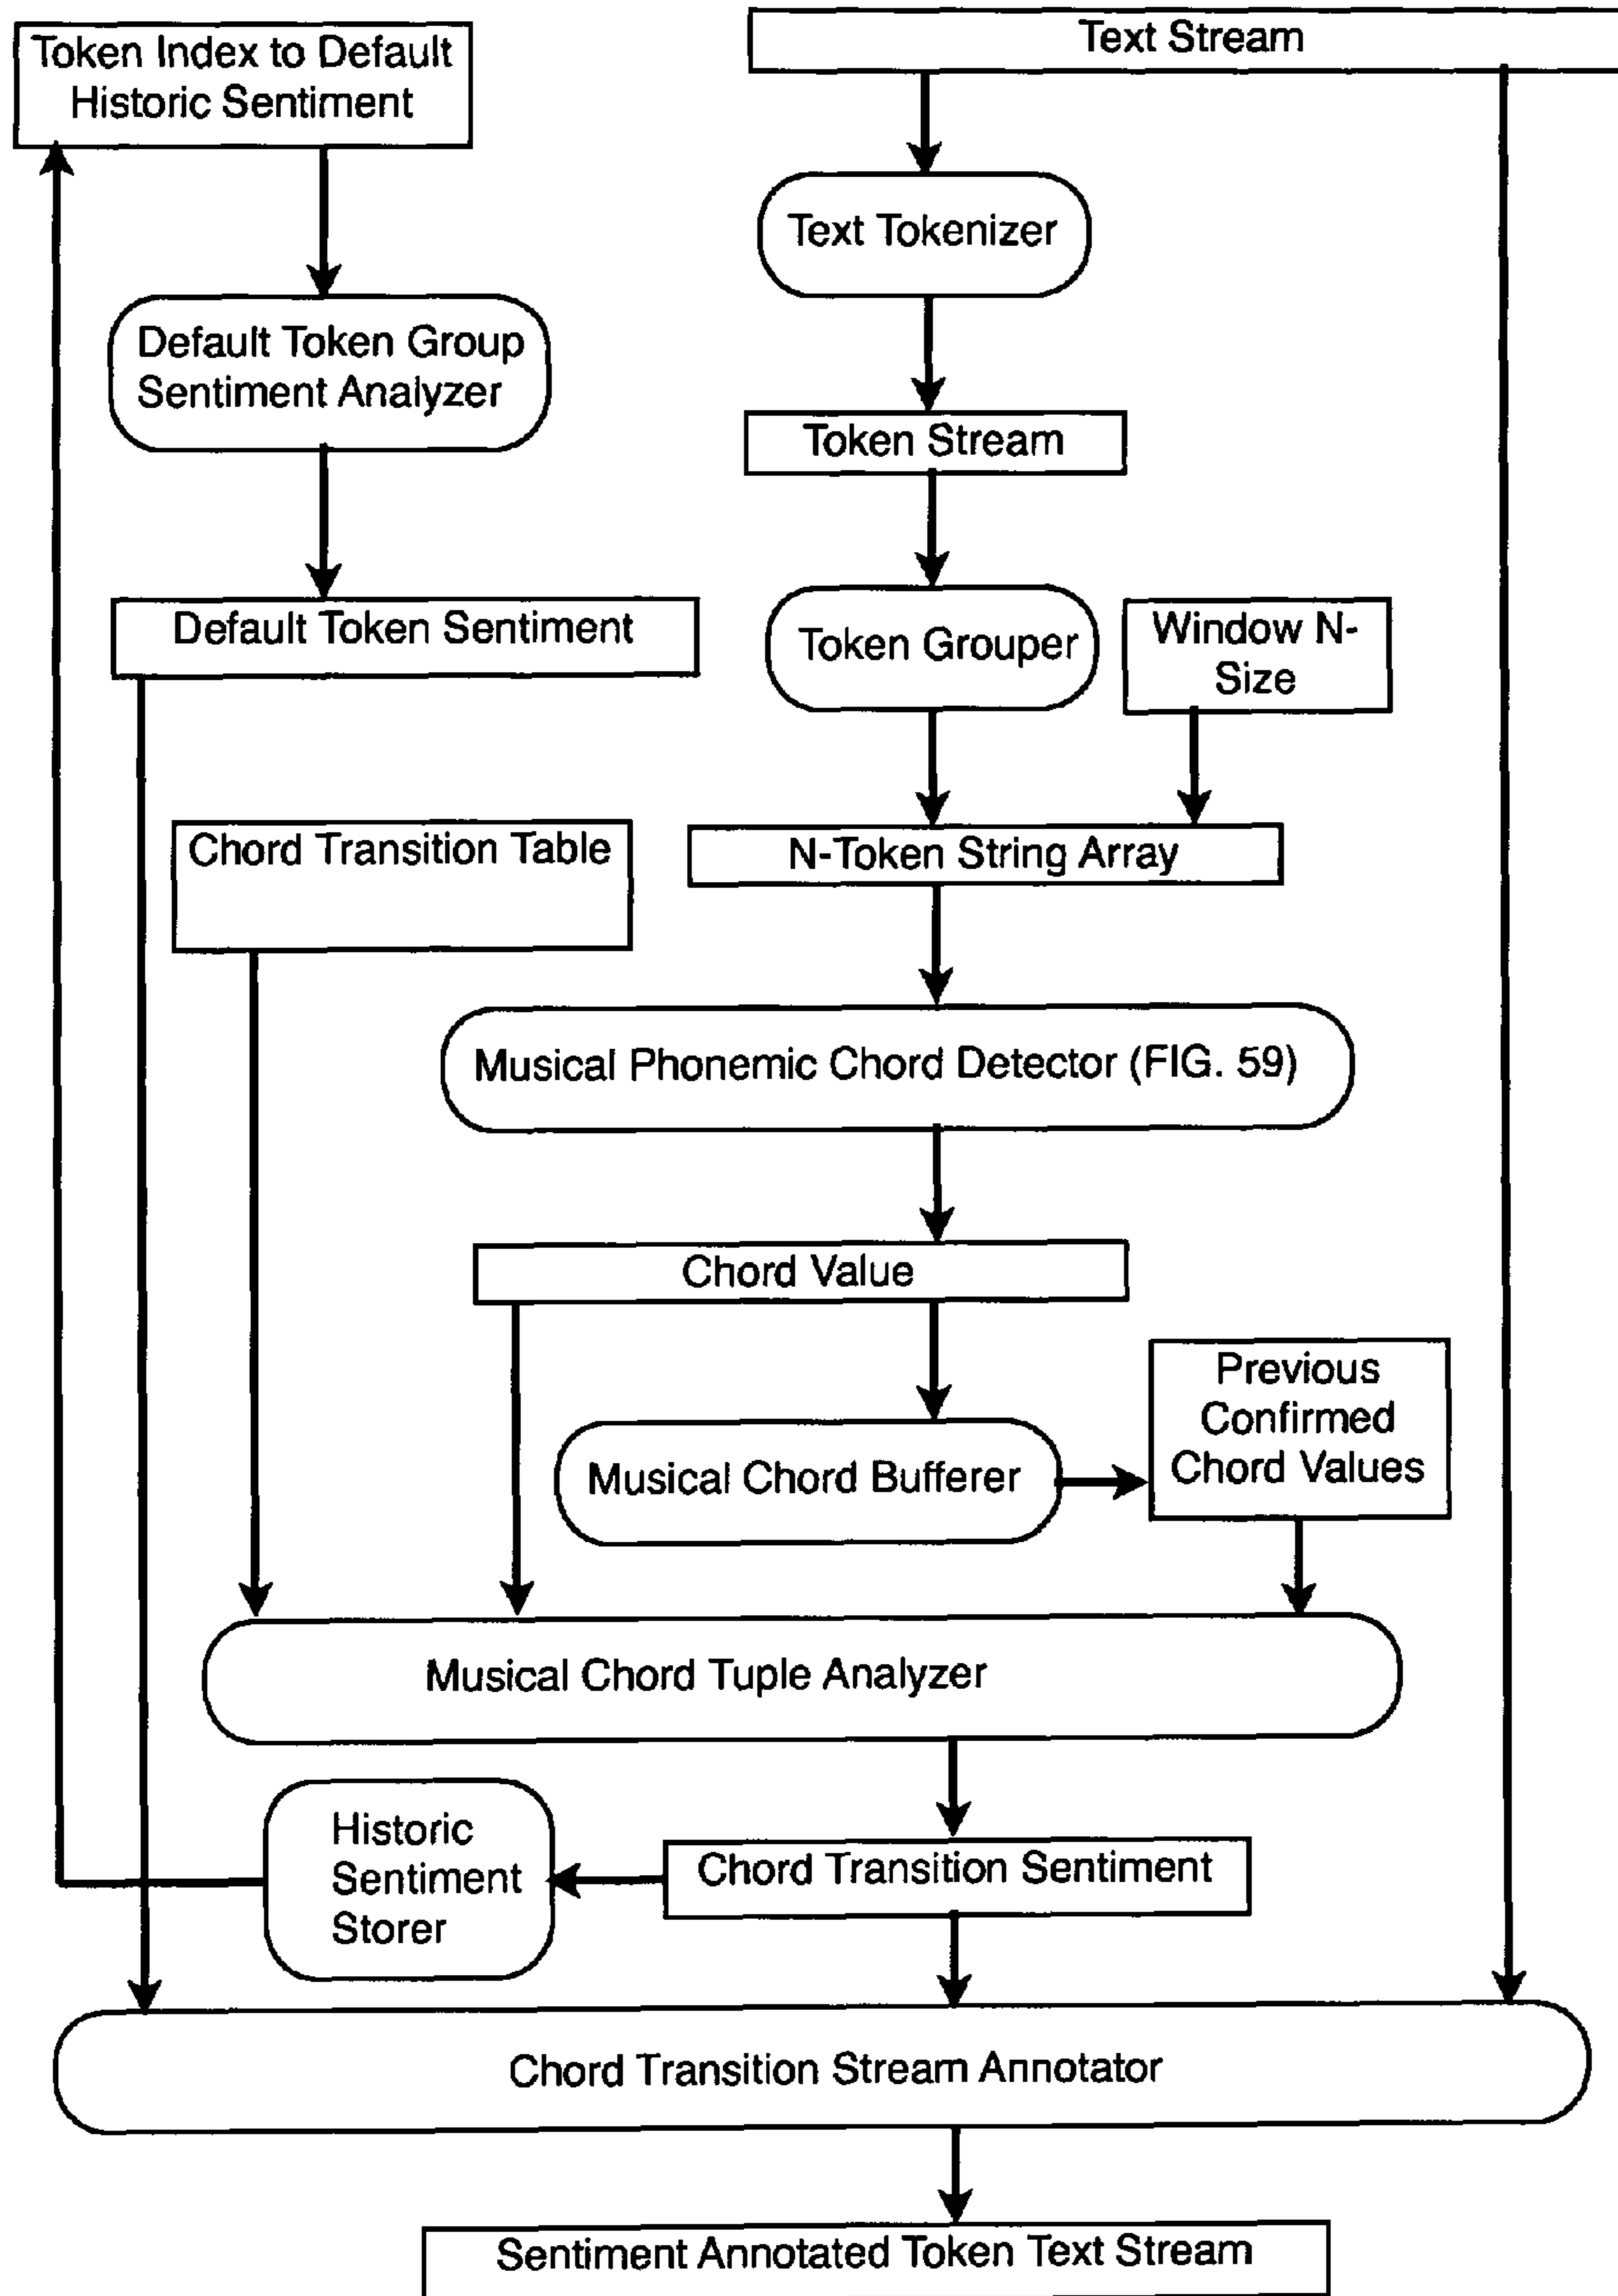 Token Index to Default
Historic Sentiment
Text Stream
Text Tokenizer
Default Token Group
Sentiment Analyzer
Token Stream
Default Token Sentiment
Token Grouper
Window N-
Size
Chord Transition Table
N-Token String Array
Musical Phonemic Chord Detector (FIG. 59)
Chord Value
Previous
Confirmed
Chord Values
Musical Chord Bufferer
Musical Chord Tuple Analyzer
Historic
Sentiment
Storer
Chord Transition Sentiment
Chord Transition Stream Annotator
Sentiment Annotated Token Text Stream